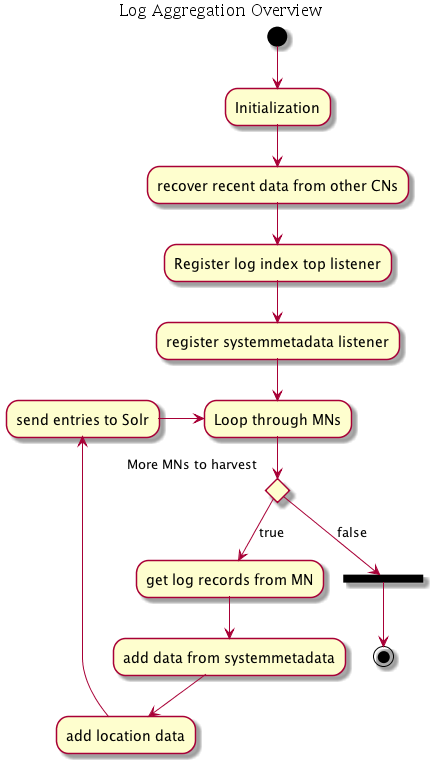 Log Aggregation Overview
Initialization
recover recent data from other CNs
Register log index top listener
register systemmetadata listener
send entries to Solr
Loop through MNs
More MNs to harvest
true
false
get log records from MN
add data from systemmetadata
add location data